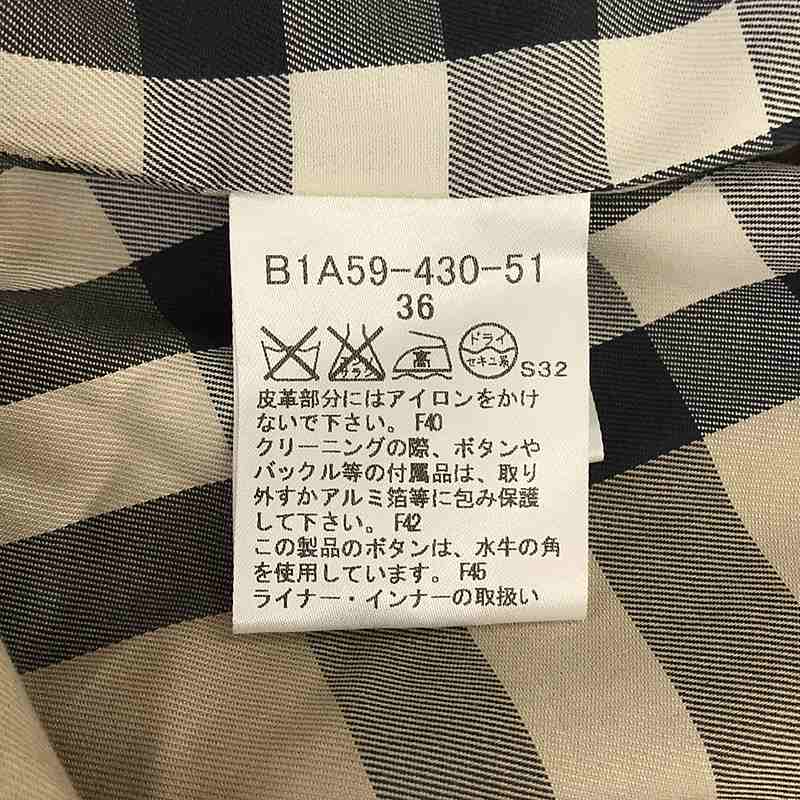 B1A59-430-51
36
高 ドライ
セキユ系 S32
皮革部分にはアイロンをかけ
ないで下さい。 F40
クリーニングの際、ボタンや
バックル等の付属品は、取り
外すかアルミ箔等に包み保護
して下さい。 F42
この製品のボタンは、水牛の角
を使用しています。 F45
ライナー・インナーの取扱い